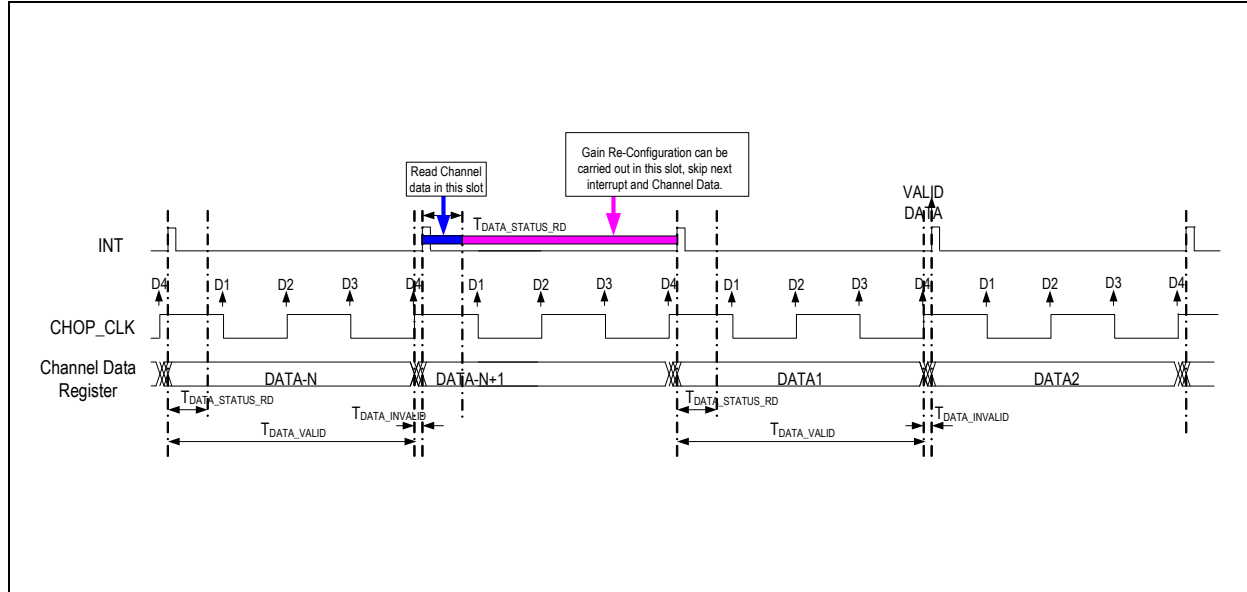 Read Channel
data in this slot
Gain Re-Configuration can be
carried out in this slot, skip next
interrupt and Channel Data.
VALID
DATA
TDATA_STATUS_RD
INT
D4 D1 D2 D3 D4 D1 D2 D3 D4 D1 D2 D3 D4 D1 D2 D3 D4
CHOP_CLK
Channel Data
Register
DATA-N DATA-N+1 DATA1 DATA2
TDATA_STATUS_RD TDATA_STATUS_RD
TDATA_INVALID TDATA_INVALID
TDATA_VALID TDATA_VALID